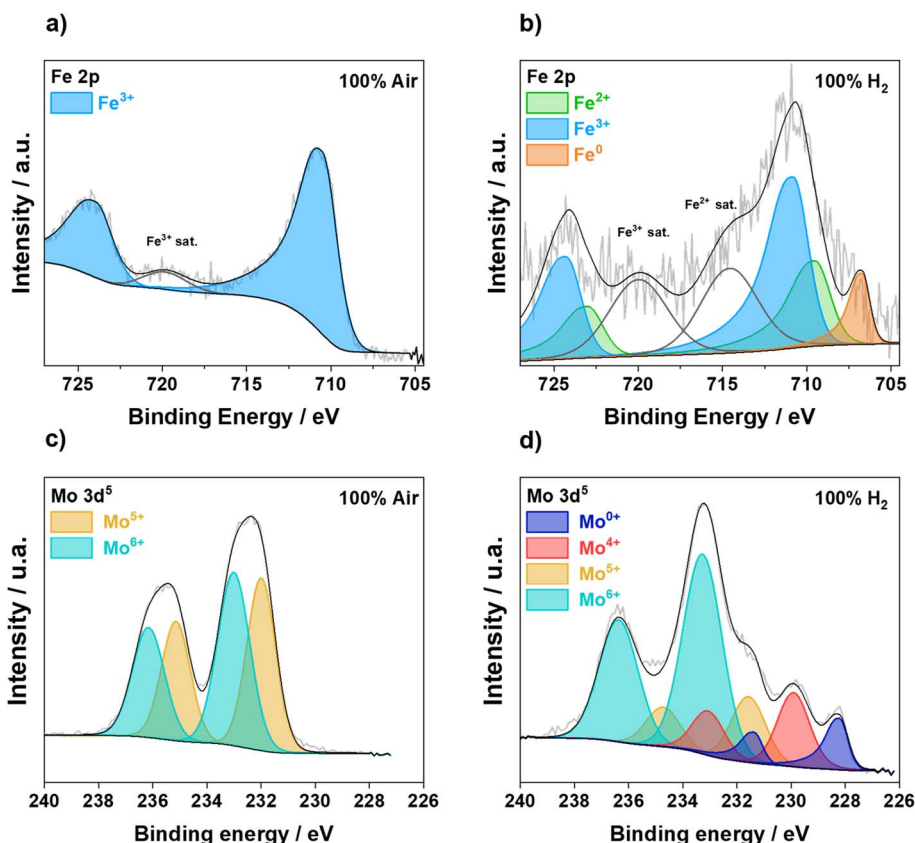 a)
Fe 2p
100% Air
Fe³⁺
Fe³⁺ sat.
Intensity / a.u.
725 720 715 710 705
Binding Energy / eV
b)
Fe 2p
100% H₂
Fe²⁺
Fe³⁺
Fe⁰
Fe²⁺ sat.
Fe³⁺ sat.
Intensity / a.u.
725 720 715 710 705
Binding Energy / eV
c)
Mo 3d⁵
100% Air
Mo⁵⁺
Mo⁶⁺
Intensity / u.a.
240 238 236 234 232 230 228 226
Binding energy / eV
d)
Mo 3d⁵
100% H₂
Mo⁰⁺
Mo⁴⁺
Mo⁵⁺
Mo⁶⁺
Intensity / u.a.
240 238 236 234 232 230 228 226
Binding energy / eV